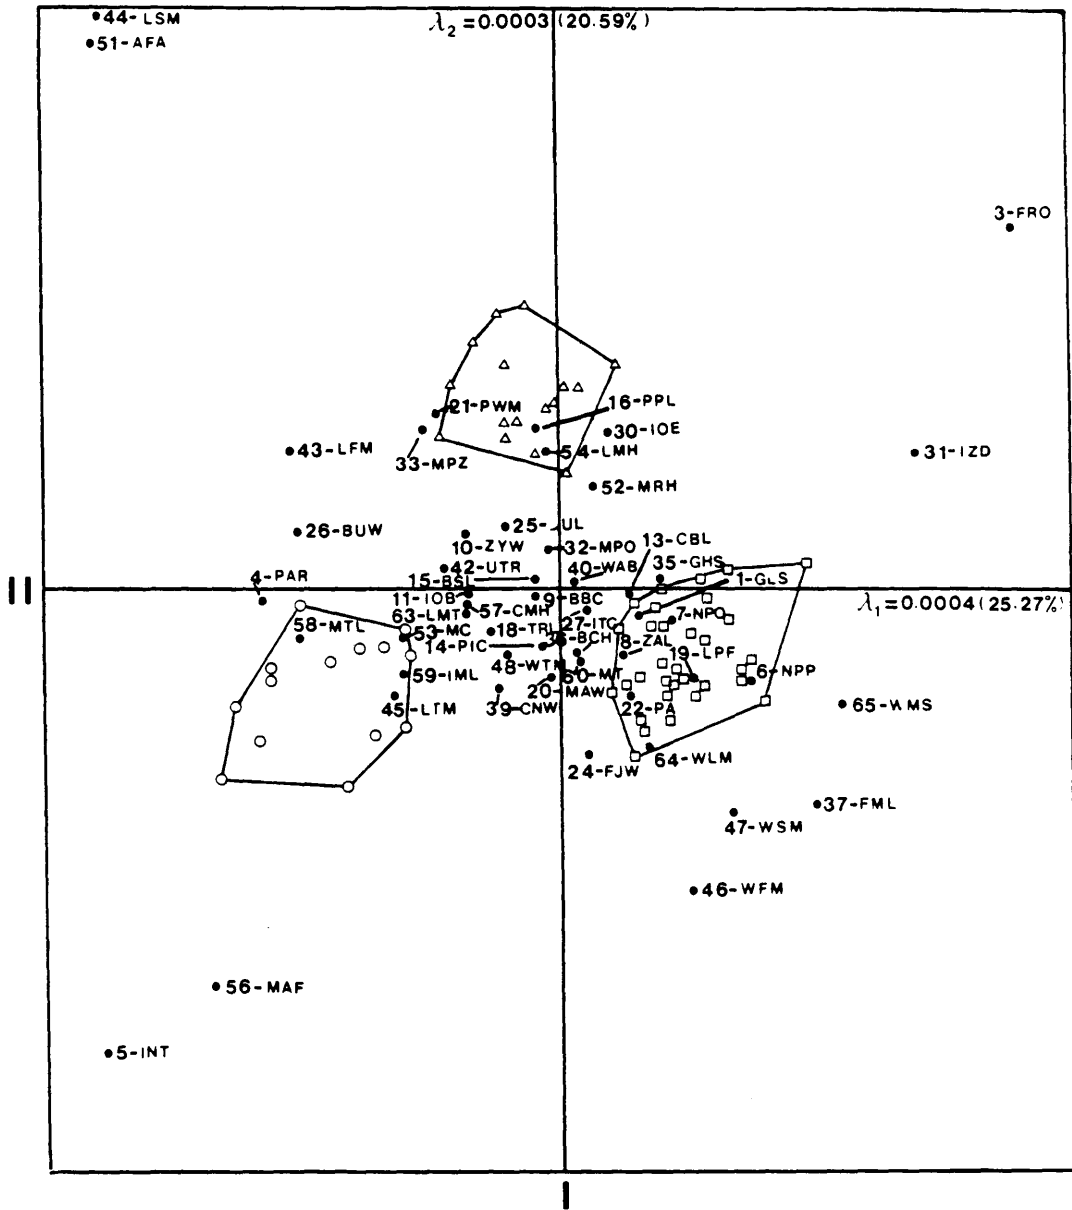 44-LSM
λ2=0.0003(20.59%)
51-AFA
3-FRO
21-PWM
16-PPL
30-IOE
43-LFM
33-MPZ
54-LMH
31-IZD
52-MRH
26-BUW
25-JUL
10-ZYW
32-MPO
13-CBL
42-UTR
40-WAB
35-GHS
4-PAR
15-BSL
1-GLS
II
11-IOB
9-BBC
λ1=0.0004(25.27%)
63-LMT
57-CMH
27-ITC
7-NPO
58-MTL
53-MC
18-TRL
14-PIC
BCH
8-ZAL
48-WTM
19-LPF
59-IML
60-MT
6-NPP
20-MAW
45-LTM
39-CNW
22-PA
65-WMS
64-WLM
24-FJW
37-FML
47-WSM
46-WFM
56-MAF
5-INT
I